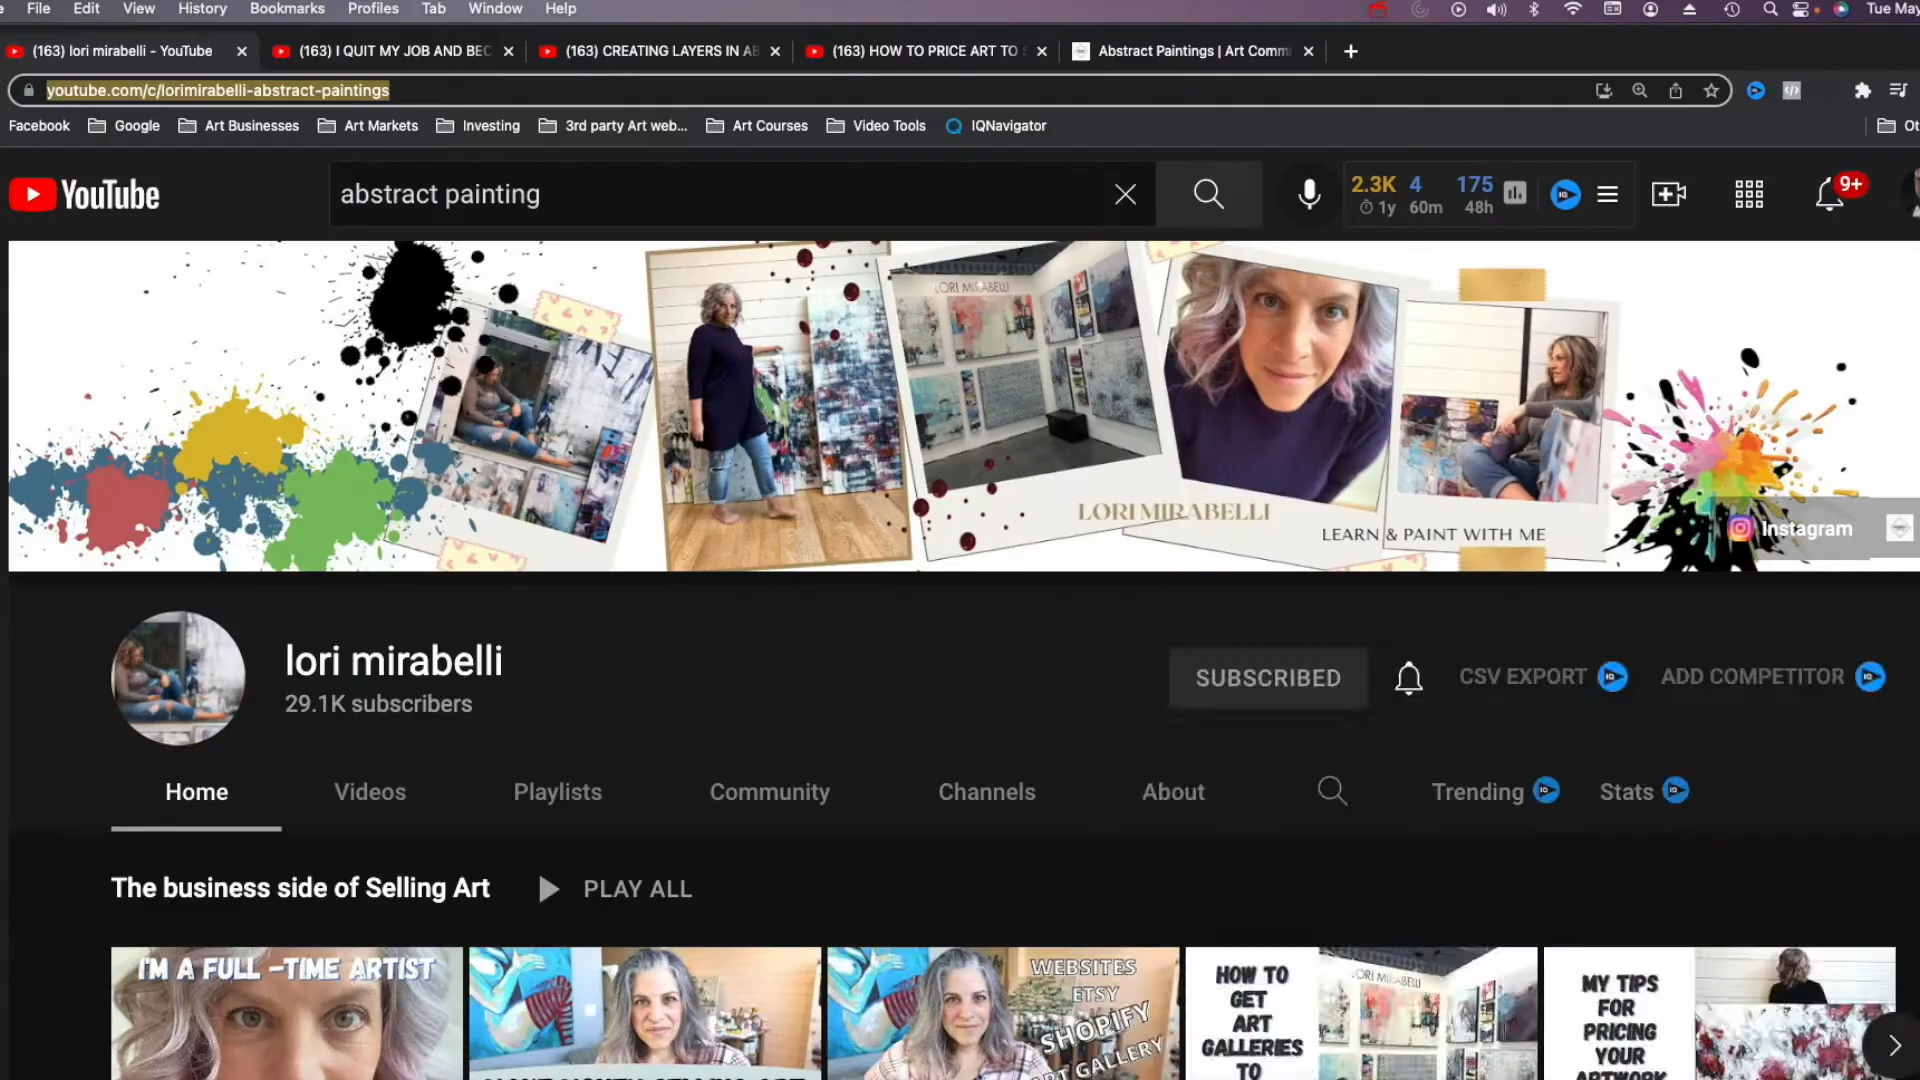 File Edit View History Bookmarks Profiles Tab Window Help Tue May
(163) lori mirabelli - YouTube (163) I QUIT MY JOB AND BEC (163) CREATING LAYERS IN AB (163) HOW TO PRICE ART TO S Abstract Paintings | Art Commi
youtube.com/c/lorimirabelli-abstract-paintings
Facebook Google Art Businesses Art Markets Investing 3rd party Art web... Art Courses Video Tools IQNavigator Ot
YouTube
abstract painting
2.3K 4 175
1y 60m 48h
9+
LORI MIRABELLI
LORI MIRABELLI
LEARN & PAINT WITH ME
Instagram
lori mirabelli
29.1K subscribers
SUBSCRIBED
CSV EXPORT
ADD COMPETITOR
Home Videos Playlists Community Channels About Trending Stats
The business side of Selling Art PLAY ALL
I'M A FULL-TIME ARTIST
WEBSITES
ETSY
SHOPIFY
ART GALLERY
HOW TO
GET
ART
GALLERIES
TO
LORI MIRABELLI
MY TIPS
FOR
PRICING
YOUR
ARTWORK